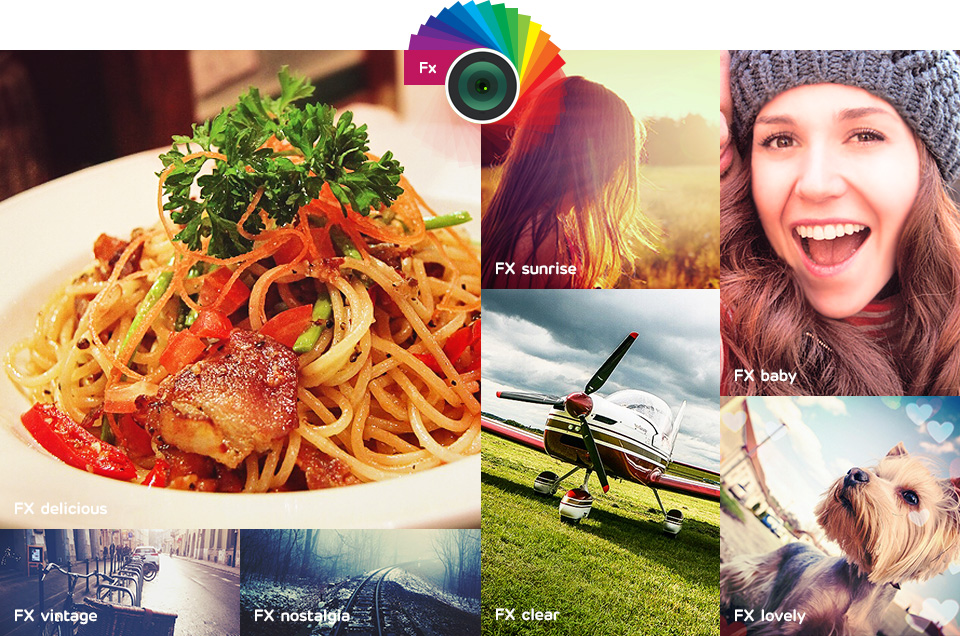 Fx
FX sunrise
FX baby
FX delicious
FX vintage
FX nostalgia
FX clear
FX lovely